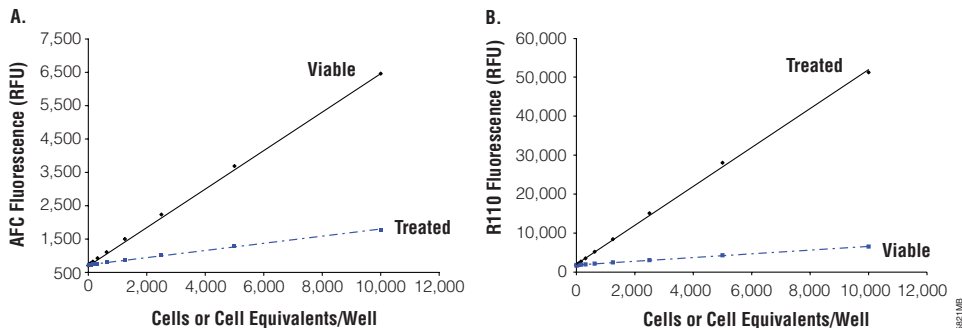 A.
AFC Fluorescence (RFU)
7,500
6,500
5,500
4,500
3,500
2,500
1,500
500
Viable
Treated
0 2,000 4,000 6,000 8,000 10,000 12,000
Cells or Cell Equivalents/Well
B.
R110 Fluorescence (RFU)
60,000
50,000
40,000
30,000
20,000
10,000
0
Treated
Viable
0 2,000 4,000 6,000 8,000 10,000 12,000
Cells or Cell Equivalents/Well